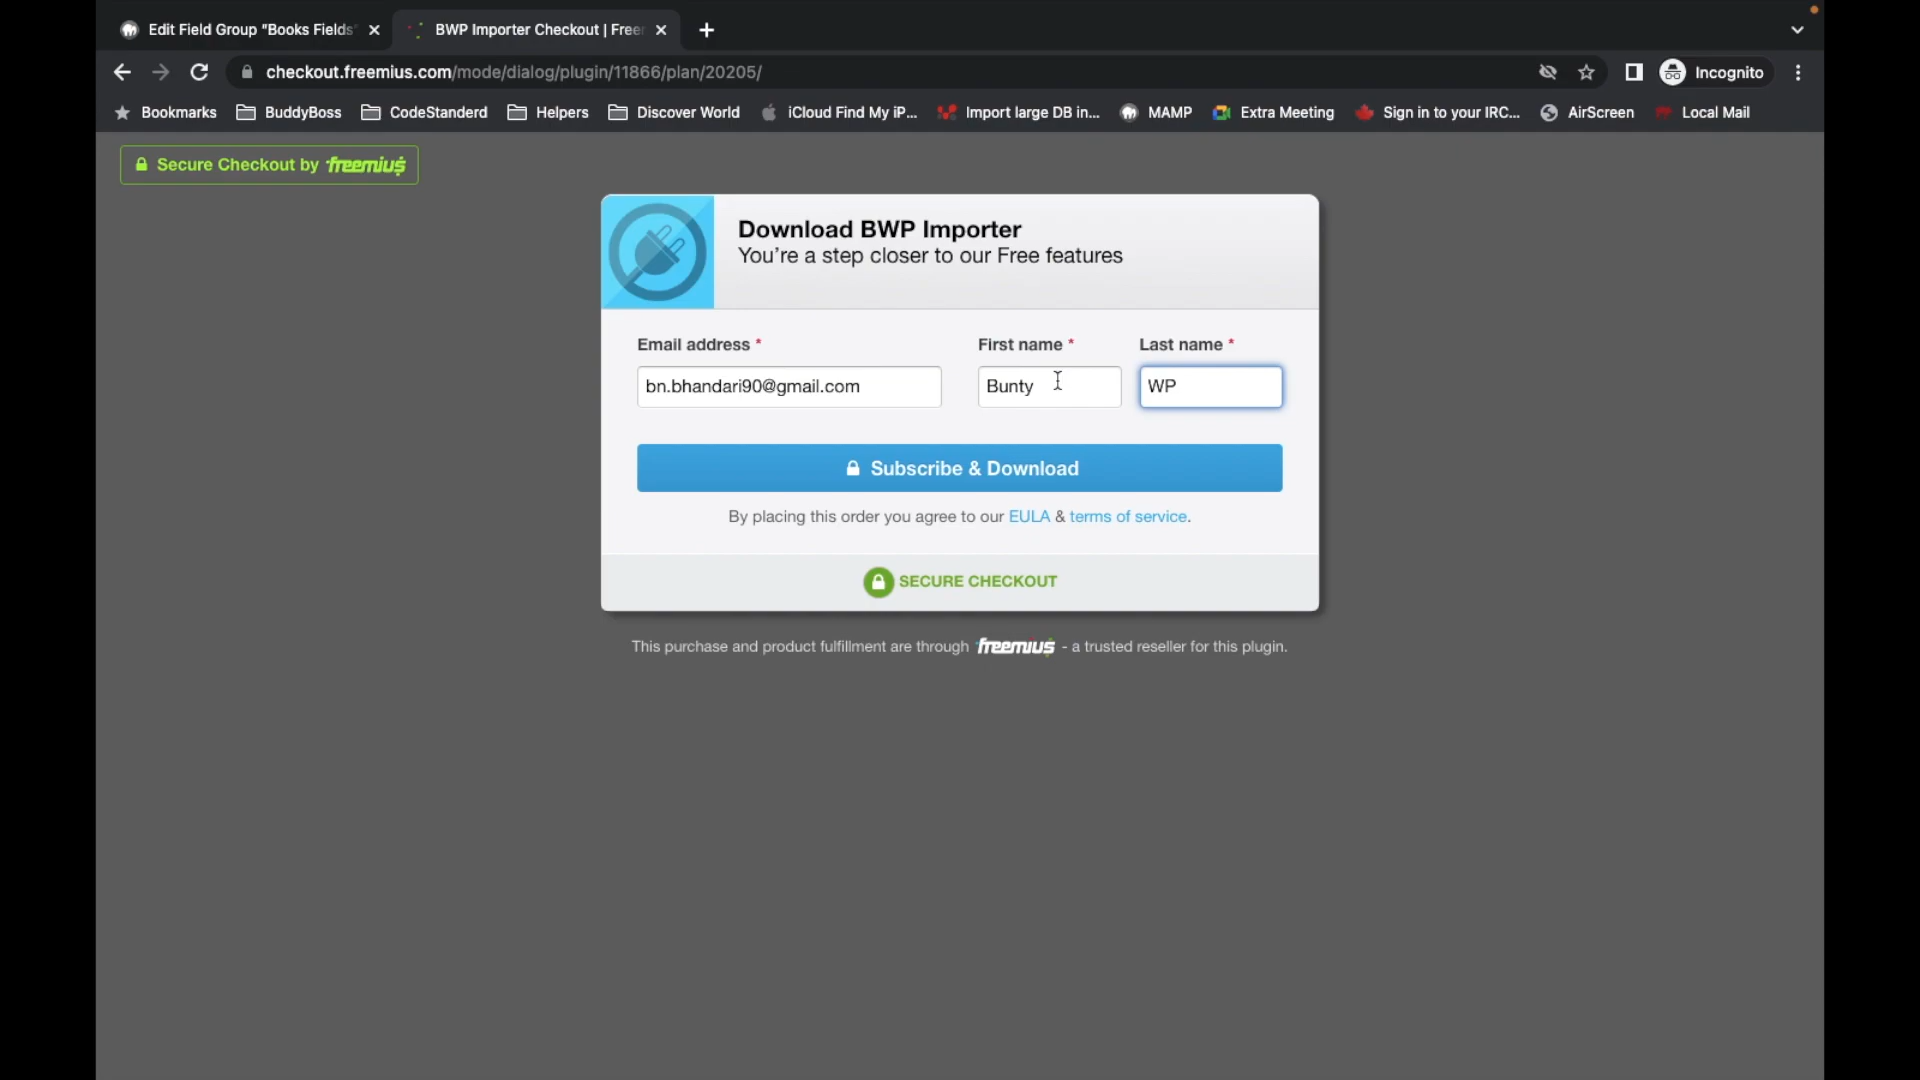 Edit Field Group "Books Fields"
BWP Importer Checkout | Free
checkout.freemius.com/mode/dialog/plugin/11866/plan/20205/
Incognito
Bookmarks BuddyBoss CodeStanderd Helpers Discover World iCloud Find My iP... Import large DB in... MAMP Extra Meeting Sign in to your IRC... AirScreen Local Mail
Secure Checkout by freemius
Download BWP Importer
You're a step closer to our Free features
Email address * First name * Last name *
bn.bhandari90@gmail.com Bunty WP
Subscribe & Download
By placing this order you agree to our EULA & terms of service.
SECURE CHECKOUT
This purchase and product fulfillment are through freemius - a trusted reseller for this plugin.